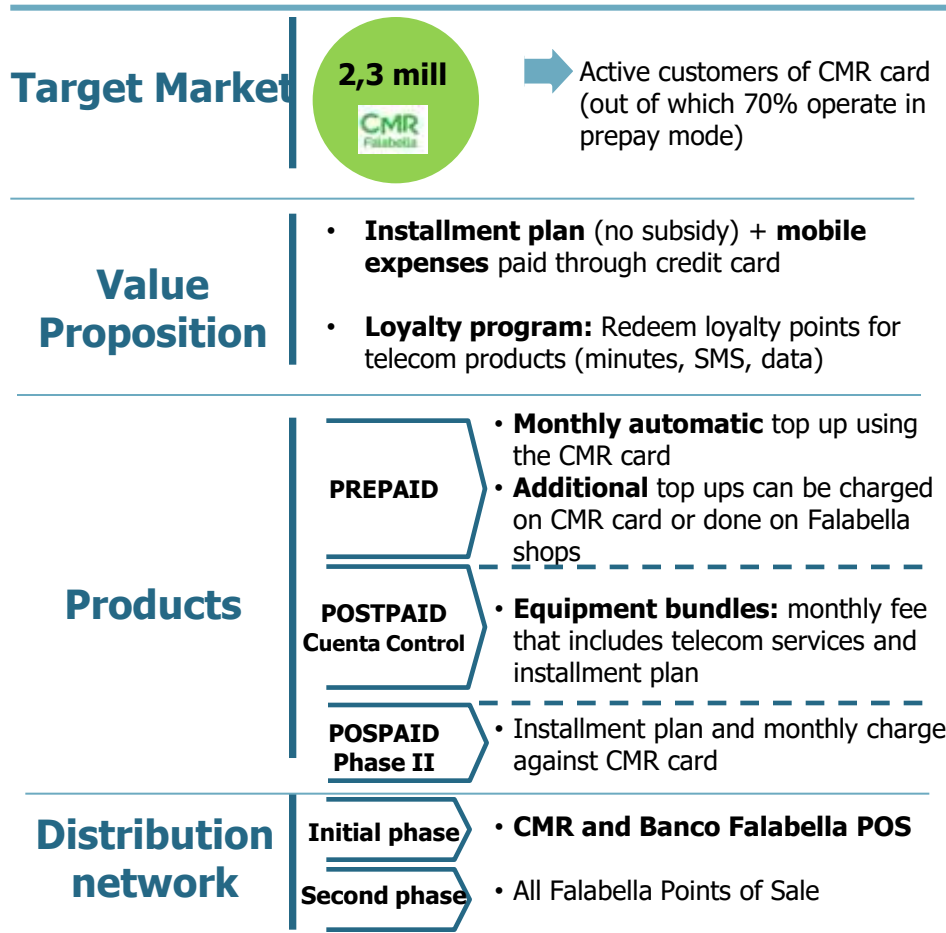 Target Market
2,3 mill
CMR
Falabella
Active customers of CMR card
(out of which 70% operate in
prepay mode)
Value
Proposition
• Installment plan (no subsidy) + mobile
expenses paid through credit card
• Loyalty program: Redeem loyalty points for
telecom products (minutes, SMS, data)
Products
PREPAID
• Monthly automatic top up using
the CMR card
• Additional top ups can be charged
on CMR card or done on Falabella
shops
POSTPAID
Cuenta Control
• Equipment bundles: monthly fee
that includes telecom services and
installment plan
POSPAID
Phase II
• Installment plan and monthly charge
against CMR card
Distribution
network
Initial phase
• CMR and Banco Falabella POS
Second phase
• All Falabella Points of Sale